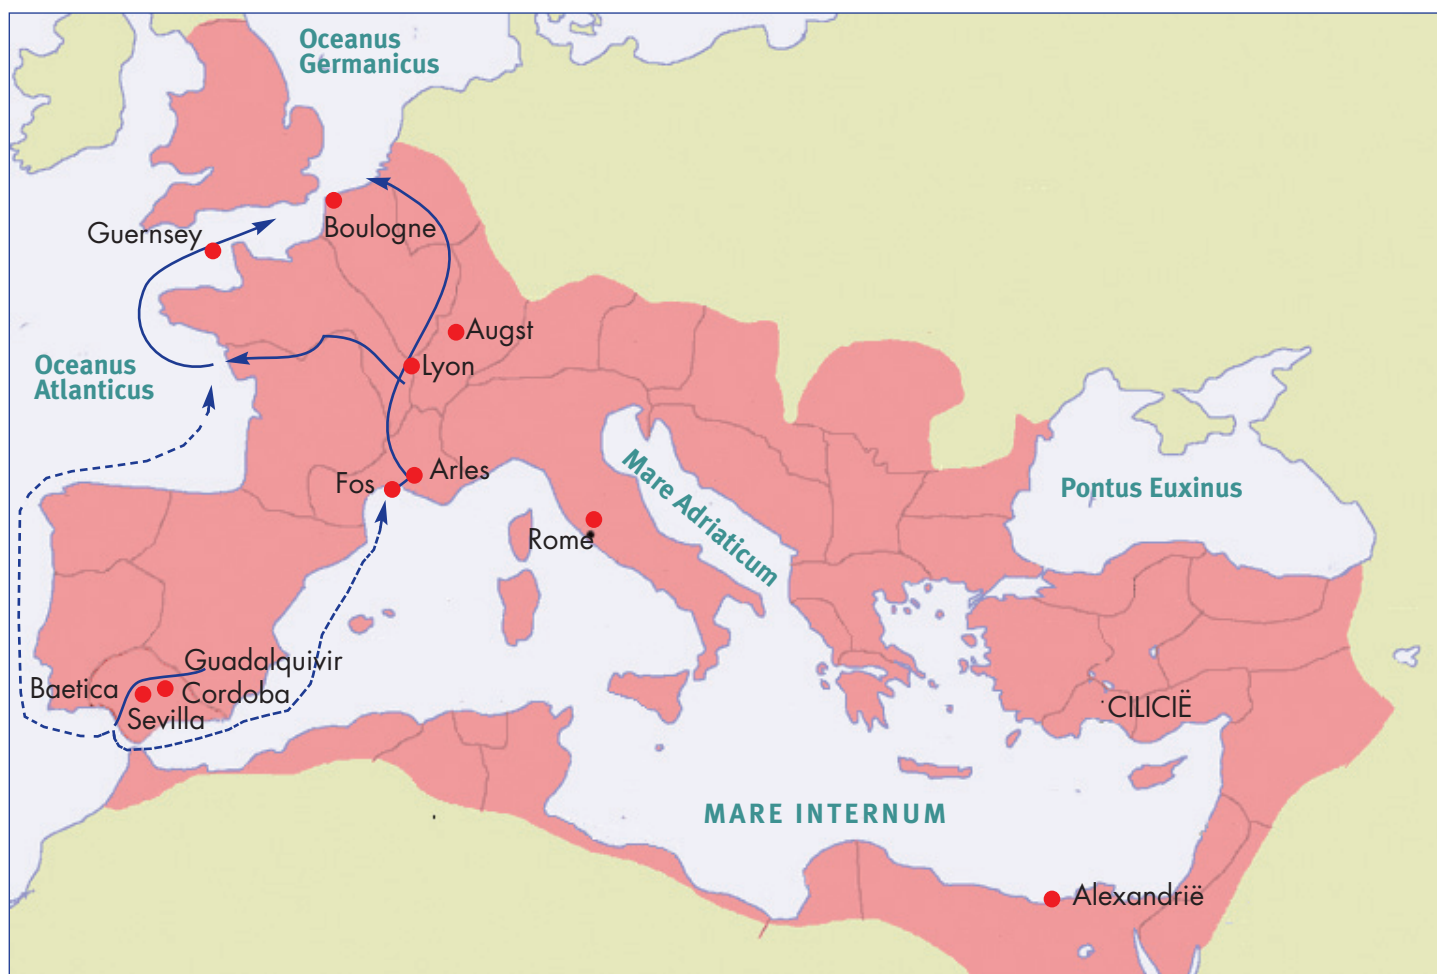 Oceanus
Germanicus
Guernsey
Boulogne
Augst
Lyon
Oceanus
Atlanticus
Arles
Fos
Mare Adriaticum
Pontus Euxinus
Rome
Guadalquivir
Baetica
Cordoba
Sevilla
CILICIË
MARE INTERNUM
Alexandrië